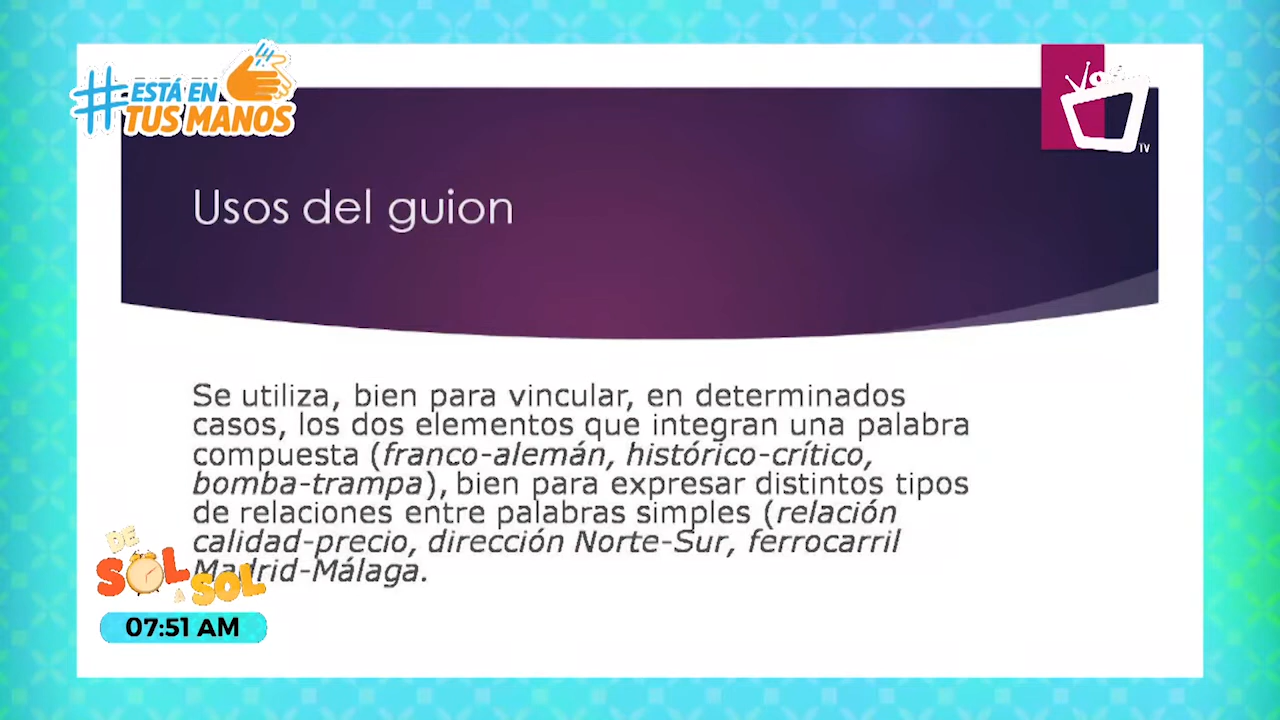 #ESTÁ EN
TUS MANOS
TV
Usos del guion
Se utiliza, bien para vincular, en determinados
casos, los dos elementos que integran una palabra
compuesta (franco-alemán, histórico-crítico,
bomba-trampa), bien para expresar distintos tipos
de relaciones entre palabras simples (relación
calidad-precio, dirección Norte-Sur, ferrocarril
Madrid-Málaga.
DE
SOL
A SOL
07:51 AM